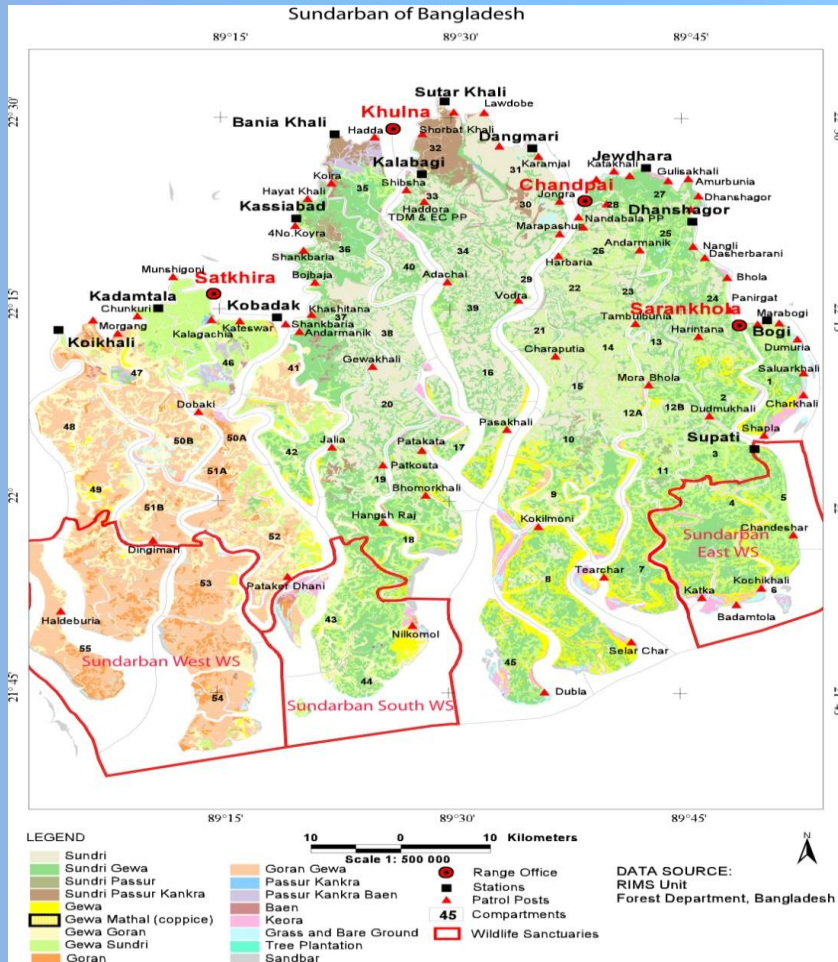 Sundarban of Bangladesh
89°15' 89°30' 89°45'
22°30'
Sutar Khali
Lawdobe
Khulna
Bania Khali
Hadda
Shorbat Khali
32
Dangmari
Kalabagi
31
Karamjal
Jewdhara
Katakhali
Gulisakhali
Koira
35
Shibsha
Chandpai
27
Amurbunia
Hayat Khali
33
Haddora
30
Jongra
28
Dhanshagor
Kassiabad
TDM & EC PP
Nandabala PP
Dhanshagor
4No.Koyra
Marapashur
25
36
34
26
Andarmanik
Nangli
Shankbaria
40
Harbaria
Dasherbarani
Munshigonj
Satkhira
Bojbaja
Adachai
29
22
23
24
Bhola
22°15'
Kadamtala
39
Vodra
Sarankhola
Panirgat
Chunkuri
Kobadak
Khashitana
37
21
Tambulbunia
Marabogi
Morgang
Kalagachia
Kateswar
Shankbaria
38
13
Harintana
Bogi
Koikhali
Andarmanik
14
Dumuria
46
41
Gewakhali
16
Charaputia
47
15
Mora Bhola
2
1
Saluarkhali
Dobaki
20
12A
12B
Charkhali
48
50B
50A
Pasakhali
Dudmukhali
42
Jalia
Patakata
17
10
Shapla
51A
Supati
3
49
19
Patkosta
11
51B
Bhomorkhali
9
4
5
22°
52
Hangsh Raj
Kokilmoni
Chandeshar
Dingimari
18
Sundarban
East WS
53
Pataker Dhani
8
Tearchar
7
Kochikhali
Katka
6
Haldeburia
43
Badamtola
Nilkomol
55
Sundarban West WS
Selar Char
45
54
44
Sundarban South WS
Dubla
21°45'
89°15' 89°30' 89°45'
LEGEND
Sundri
Sundri Gewa
Sundri Passur
Sundri Passur Kankra
Gewa
Gewa Mathal (coppice)
Gewa Goran
Gewa Sundri
Goran
Goran Gewa
Passur Kankra
Passur Kankra Baen
Baen
Keora
Grass and Bare Ground
Tree Plantation
Sandbar
10 0 10 Kilometers
Scale 1: 500 000
Range Office
Stations
Patrol Posts
45 Compartments
Wildlife Sanctuaries
N
DATA SOURCE:
RIMS Unit
Forest Department, Bangladesh